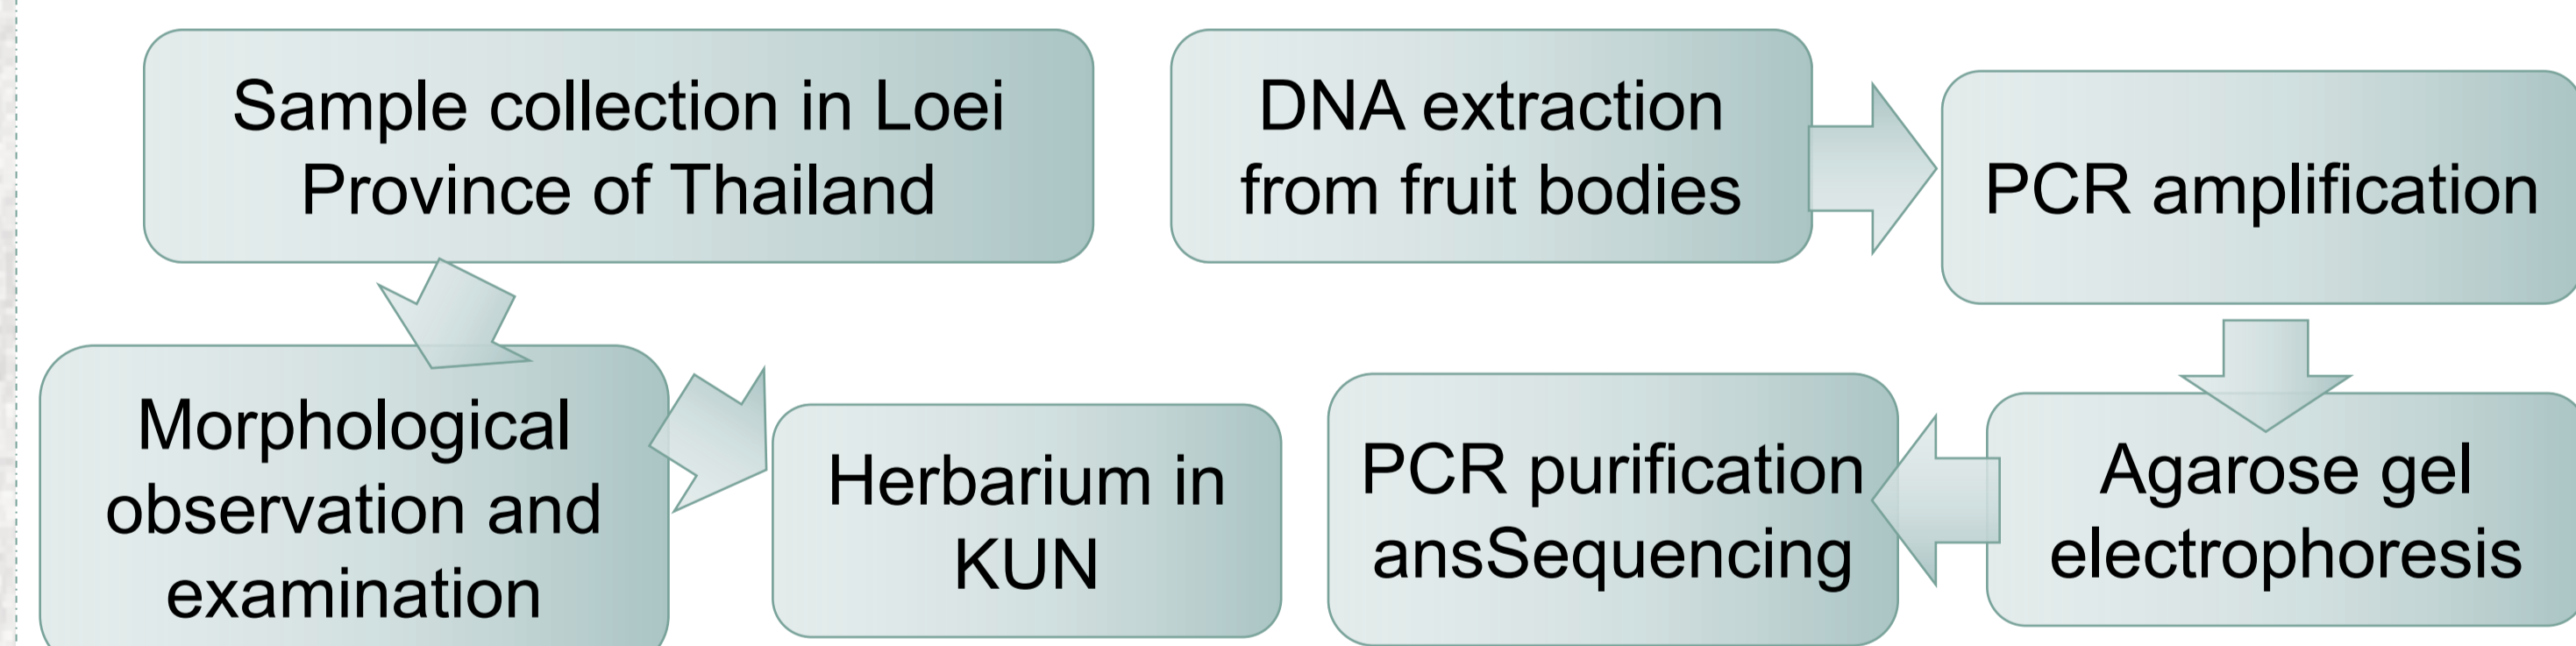 Sample collection in Loei
Province of Thailand
Morphological
observation and
examination
Herbarium in
KUN
DNA extraction
from fruit bodies
PCR amplification
Agarose gel
electrophoresis
PCR purification
ansSequencing